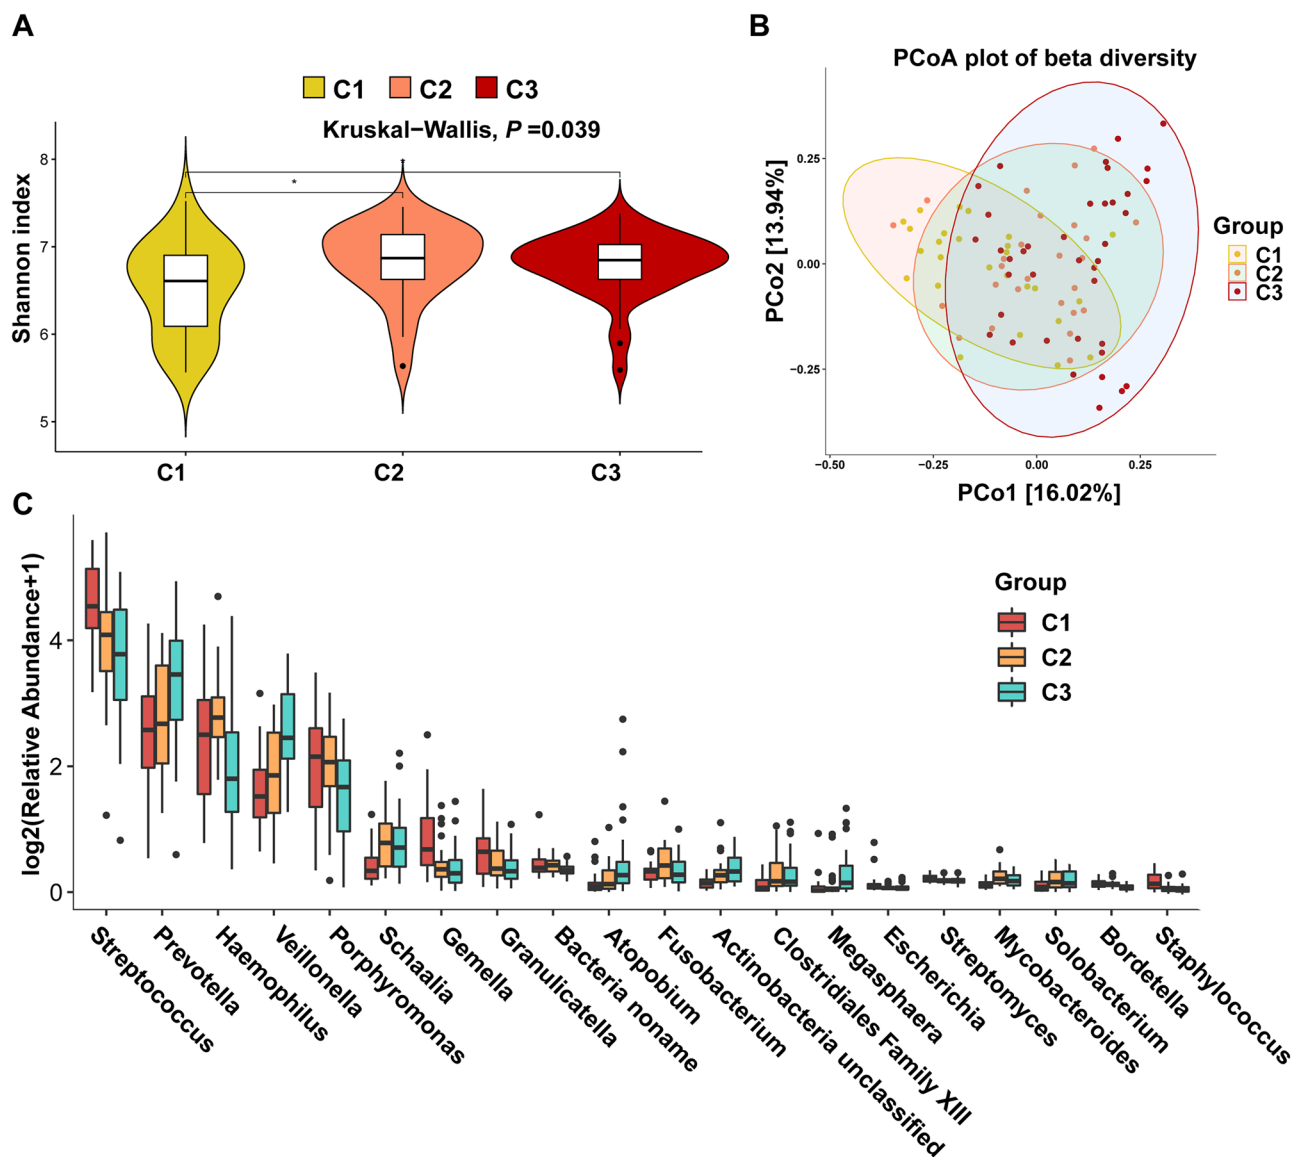 A
C1 C2 C3
Kruskal−Wallis, P =0.039
Shannon index
8
7
6
5
*
*
C1 C2 C3
B
PCoA plot of beta diversity
PCo2 [13.94%]
0.25
0.00
−0.25
−0.50 −0.25 0.00 0.25
PCo1 [16.02%]
Group
C1
C2
C3
C
log2(Relative Abundance+1)
4
2
0
Group
C1
C2
C3
Streptococcus
Prevotella
Haemophilus
Veillonella
Porphyromonas
Schaalia
Gemella
Granulicatella
Bacteria noname
Atopobium
Fusobacterium
Actinobacteria unclassified
Clostridiales Family XIII
Megasphaera
Escherichia
Streptomyces
Mycobacteroides
Solobacterium
Bordetella
Staphylococcus